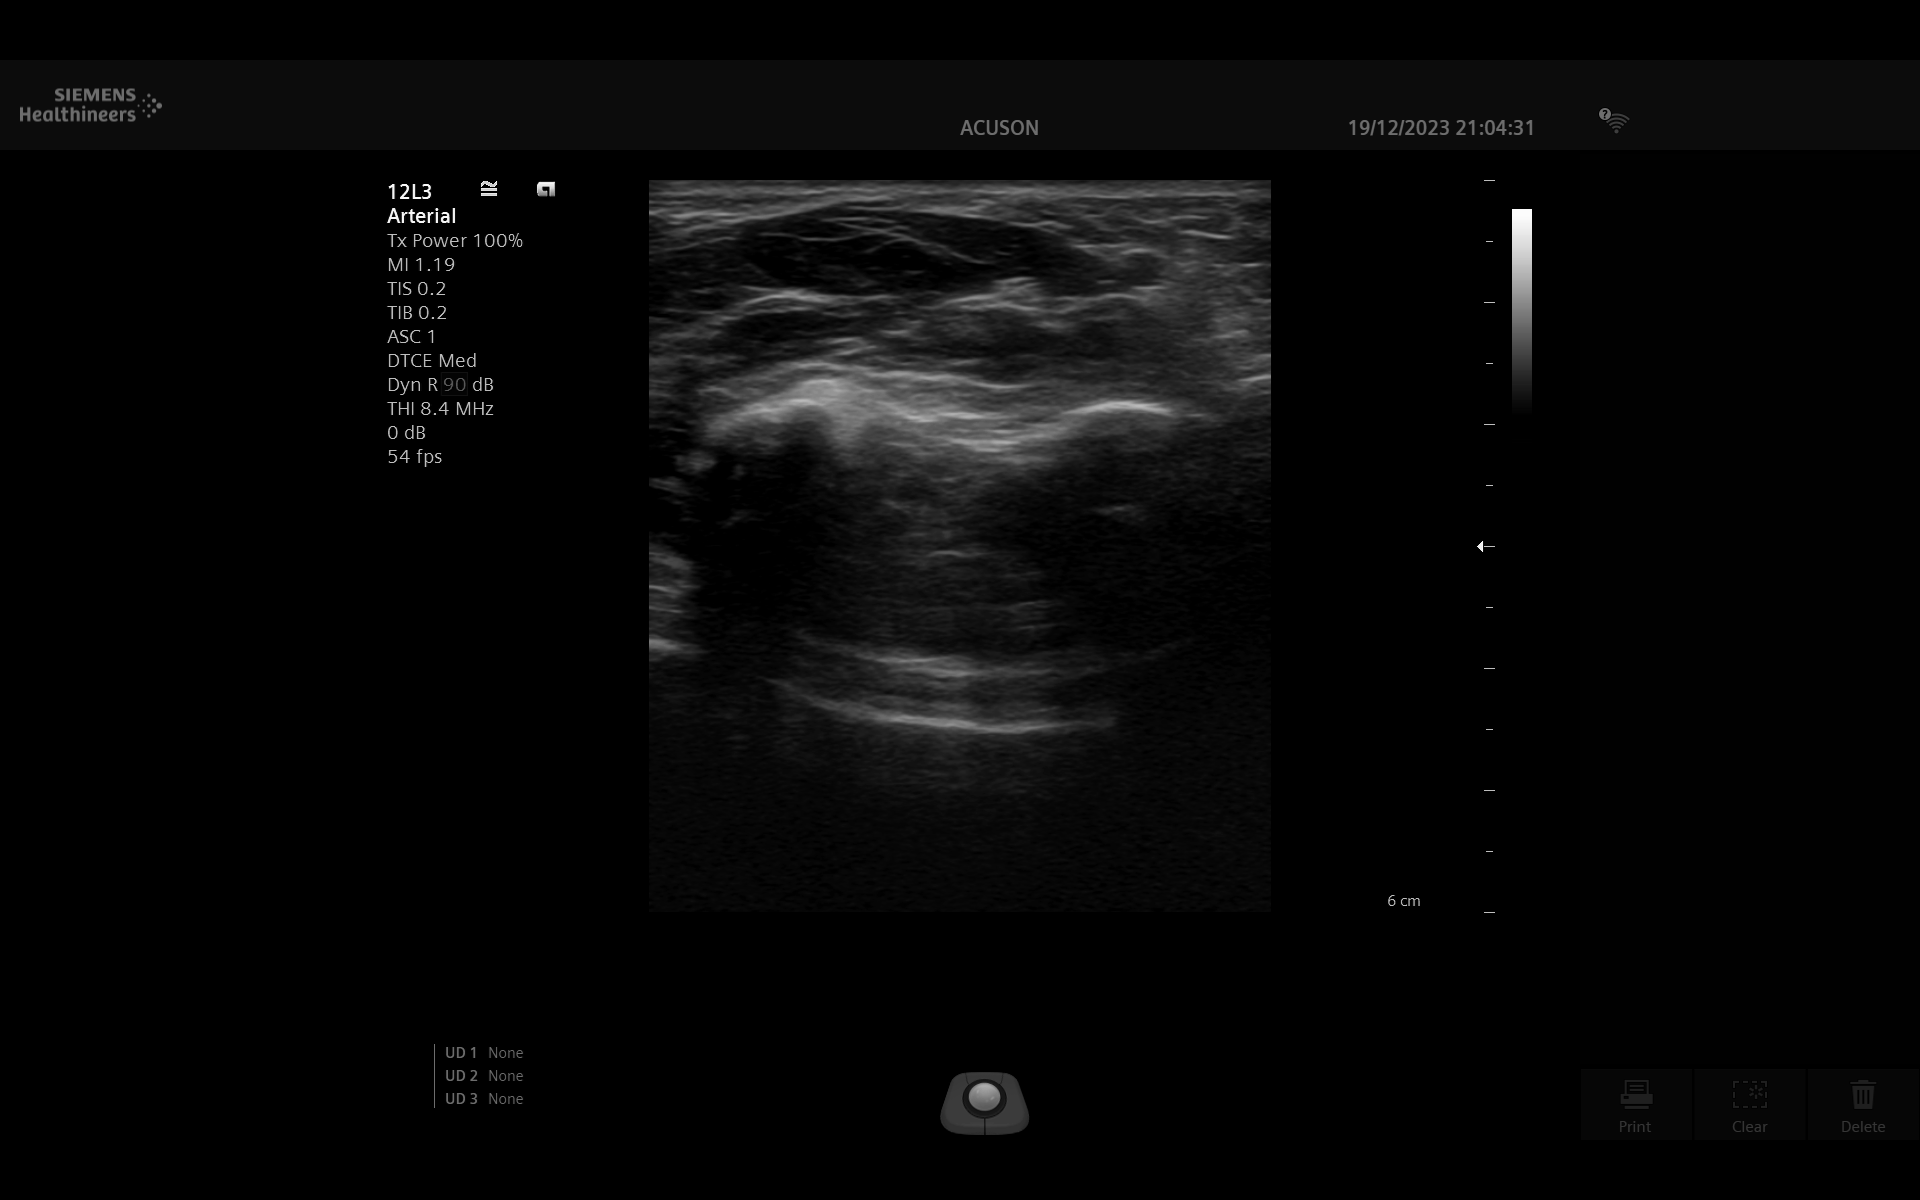 SIEMENS
Healthineers
ACUSON
19/12/2023 21:04:31
12L3
Arterial
Tx Power 100%
MI 1.19
TIS 0.2
TIB 0.2
ASC 1
DTCE Med
Dyn R 90 dB
THI 8.4 MHz
0 dB
54 fps
6 cm
UD 1 None
UD 2 None
UD 3 None
Print
Clear
Delete